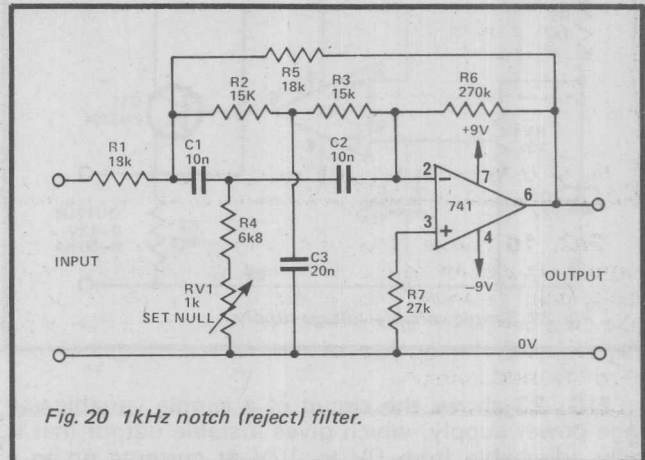 R5
18k
R2
15K
R3
15k
R6
270k
+9V
R1
18k
C1
10n
C2
10n
2
7
741
6
3
4
R4
6k8
C3
20n
-9V
INPUT
OUTPUT
RV1
1k
SET NULL
R7
27k
0V
Fig. 20 1kHz notch (reject) filter.